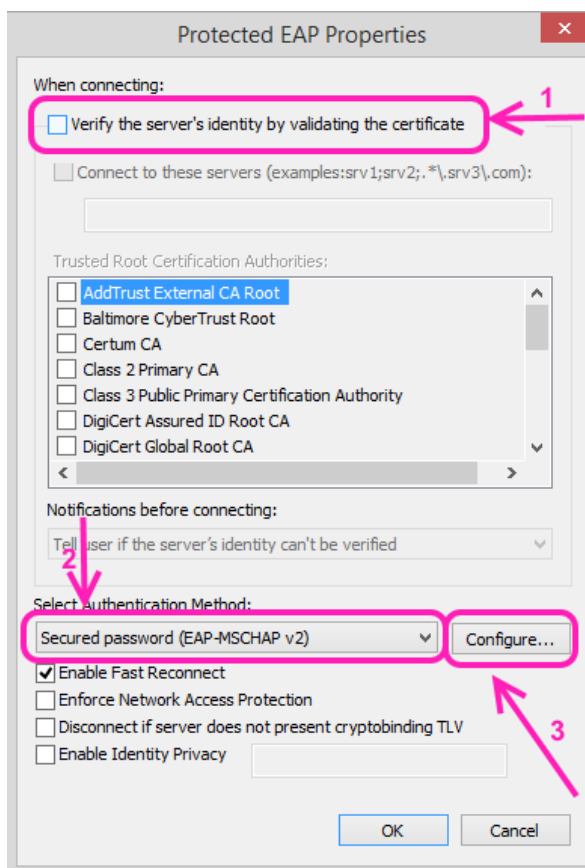 Protected EAP Properties
When connecting:
1
Verify the server's identity by validating the certificate
Connect to these servers (examples:srv1;srv2;.*\.srv3\.com):
Trusted Root Certification Authorities:
AddTrust External CA Root
Baltimore CyberTrust Root
Certum CA
Class 2 Primary CA
Class 3 Public Primary Certification Authority
DigiCert Assured ID Root CA
DigiCert Global Root CA
Notifications before connecting:
Tell user if the server's identity can't be verified
2
Select Authentication Method:
Secured password (EAP-MSCHAP v2)
Configure...
Enable Fast Reconnect
Enforce Network Access Protection
3
Disconnect if server does not present cryptobinding TLV
Enable Identity Privacy
OK
Cancel